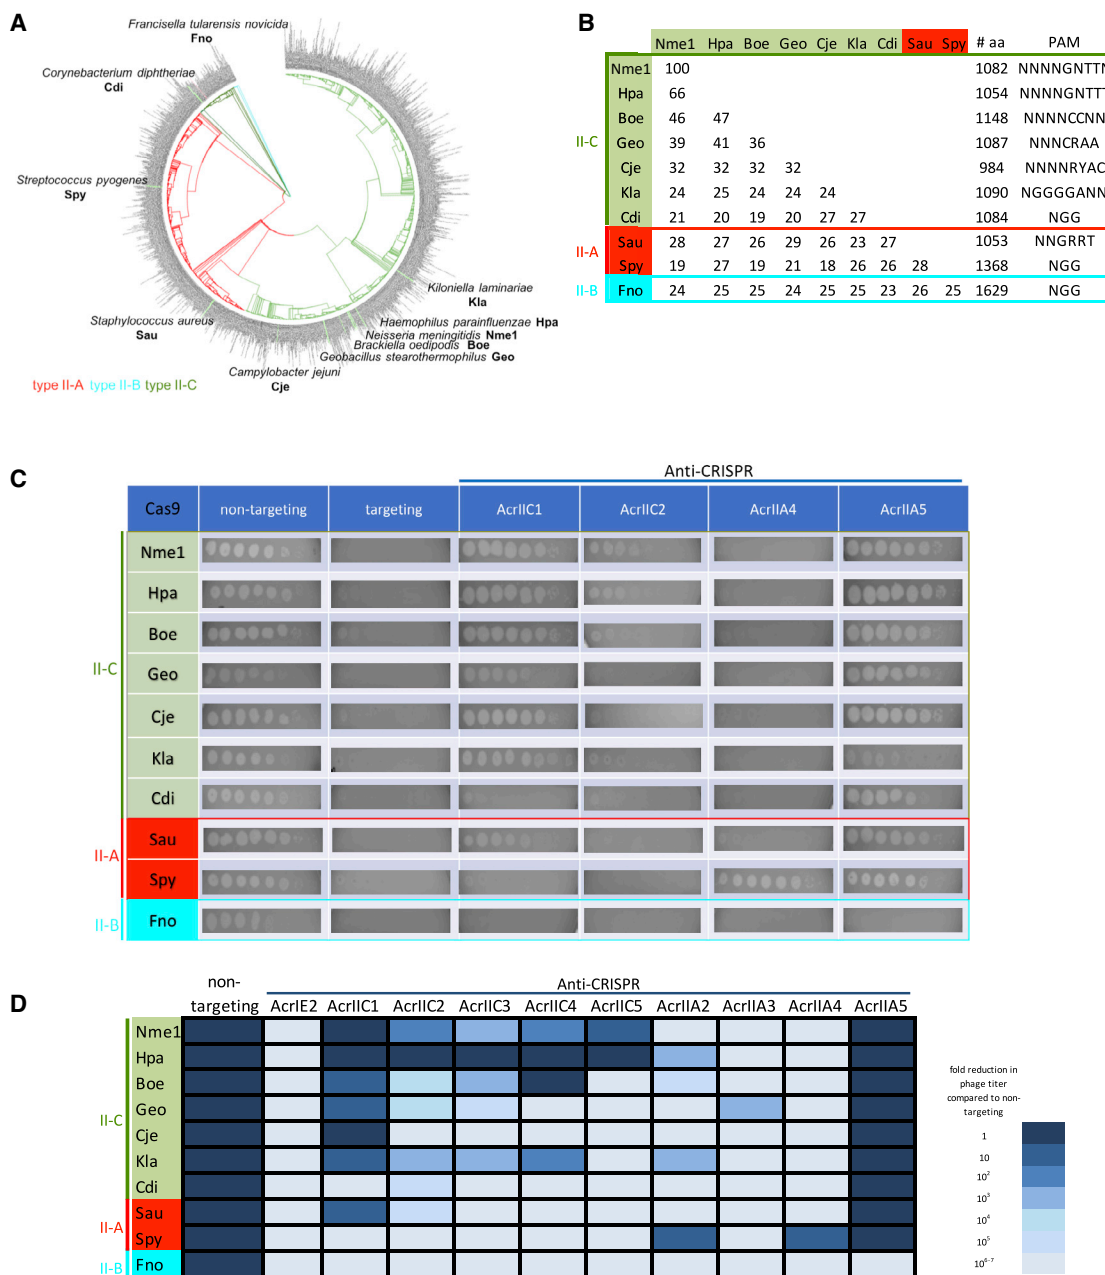 A
Francisella tularensis novicida
Fno
Corynebacterium diphtheriae
Cdi
Streptococcus pyogenes
Spy
Staphylococcus aureus
Sau
Kiloniella laminariae
Kla
Haemophilus parainfluenzae Hpa
Neisseria meningitidis Nme1
Brackiella oedipodis Boe
Geobacillus stearothermophilus Geo
Campylobacter jejuni
Cje
type II-A type II-B type II-C
B
Nme1 Hpa Boe Geo Cje Kla Cdi Sau Spy # aa PAM
Nme1 100 1082 NNNNGNTTN
Hpa 66 1054 NNNNGNTTT
Boe 46 47 1148 NNNNCCNN
II-C
Geo 39 41 36 1087 NNNCRAA
Cje 32 32 32 32 984 NNNNRYAC
Kla 24 25 24 24 24 1090 NGGGGANN
Cdi 21 20 19 20 27 27 1084 NGG
II-A
Sau 28 27 26 29 26 23 27 1053 NNGRRT
Spy 19 27 19 21 18 26 26 28 1368 NGG
II-B Fno 24 25 25 24 25 25 23 26 25 1629 NGG
C
Anti-CRISPR
Cas9 non-targeting targeting AcrIIC1 AcrIIC2 AcrIIA4 AcrIIA5
Nme1
Hpa
Boe
II-C
Geo
Cje
Kla
Cdi
II-A
Sau
Spy
II-B
Fno
D
non-
targeting
Anti-CRISPR
AcrIE2 AcrIIC1 AcrIIC2 AcrIIC3 AcrIIC4 AcrIIC5 AcrIIA2 AcrIIA3 AcrIIA4 AcrIIA5
Nme1
Hpa
Boe
Geo
II-C
Cje
Kla
Cdi
Sau
II-A
Spy
II-B
Fno
fold reduction in
phage titer
compared to non-
targeting
1
10
10²
10³
10⁴
10⁵
10⁶⁻⁷